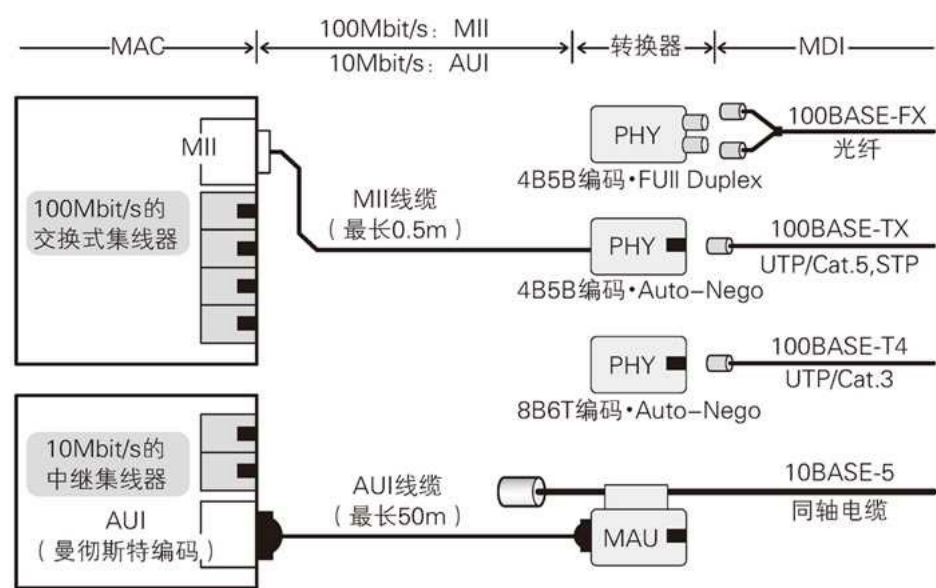 MAC
100Mbit/s：MII
10Mbit/s：AUI
转换器
MDI
MII
100Mbit/s的
交换式集线器
MII线缆
（最长0.5m）
PHY
4B5B编码•FUll Duplex
100BASE-FX
光纤
PHY
4B5B编码•Auto-Nego
100BASE-TX
UTP/Cat.5,STP
PHY
8B6T编码•Auto-Nego
100BASE-T4
UTP/Cat.3
10Mbit/s的
中继集线器
AUI
（曼彻斯特编码）
AUI线缆
（最长50m）
MAU
10BASE-5
同轴电缆